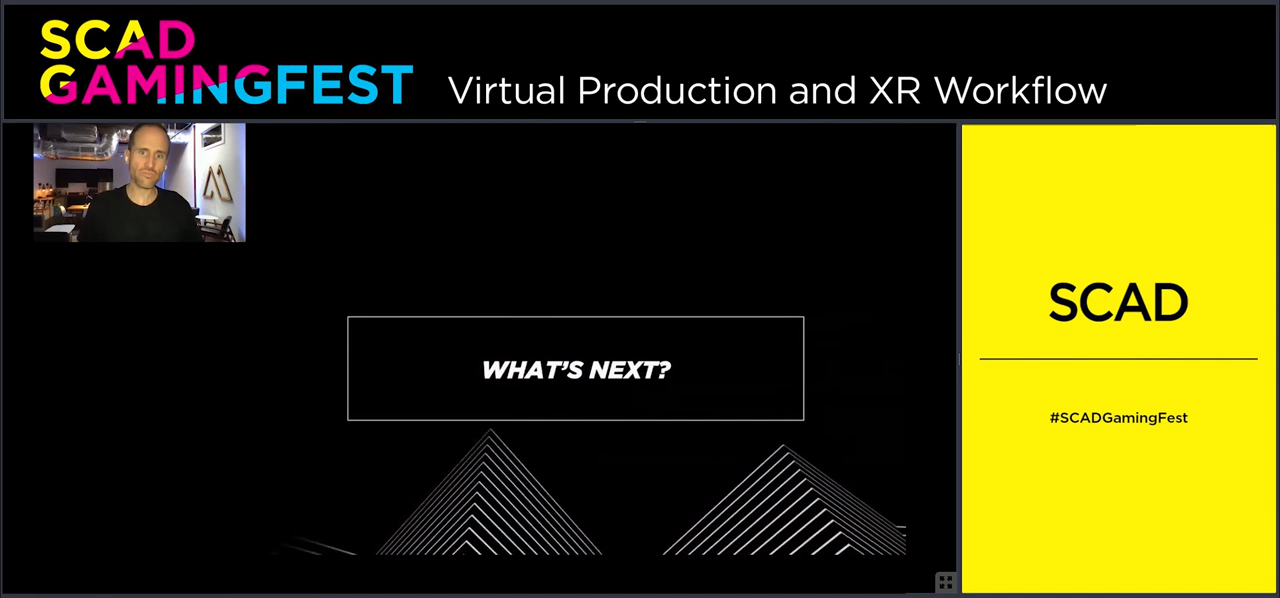 SCAD
GAMINGFEST
Virtual Production and XR Workflow
WHAT'S NEXT?
SCAD
#SCADGamingFest